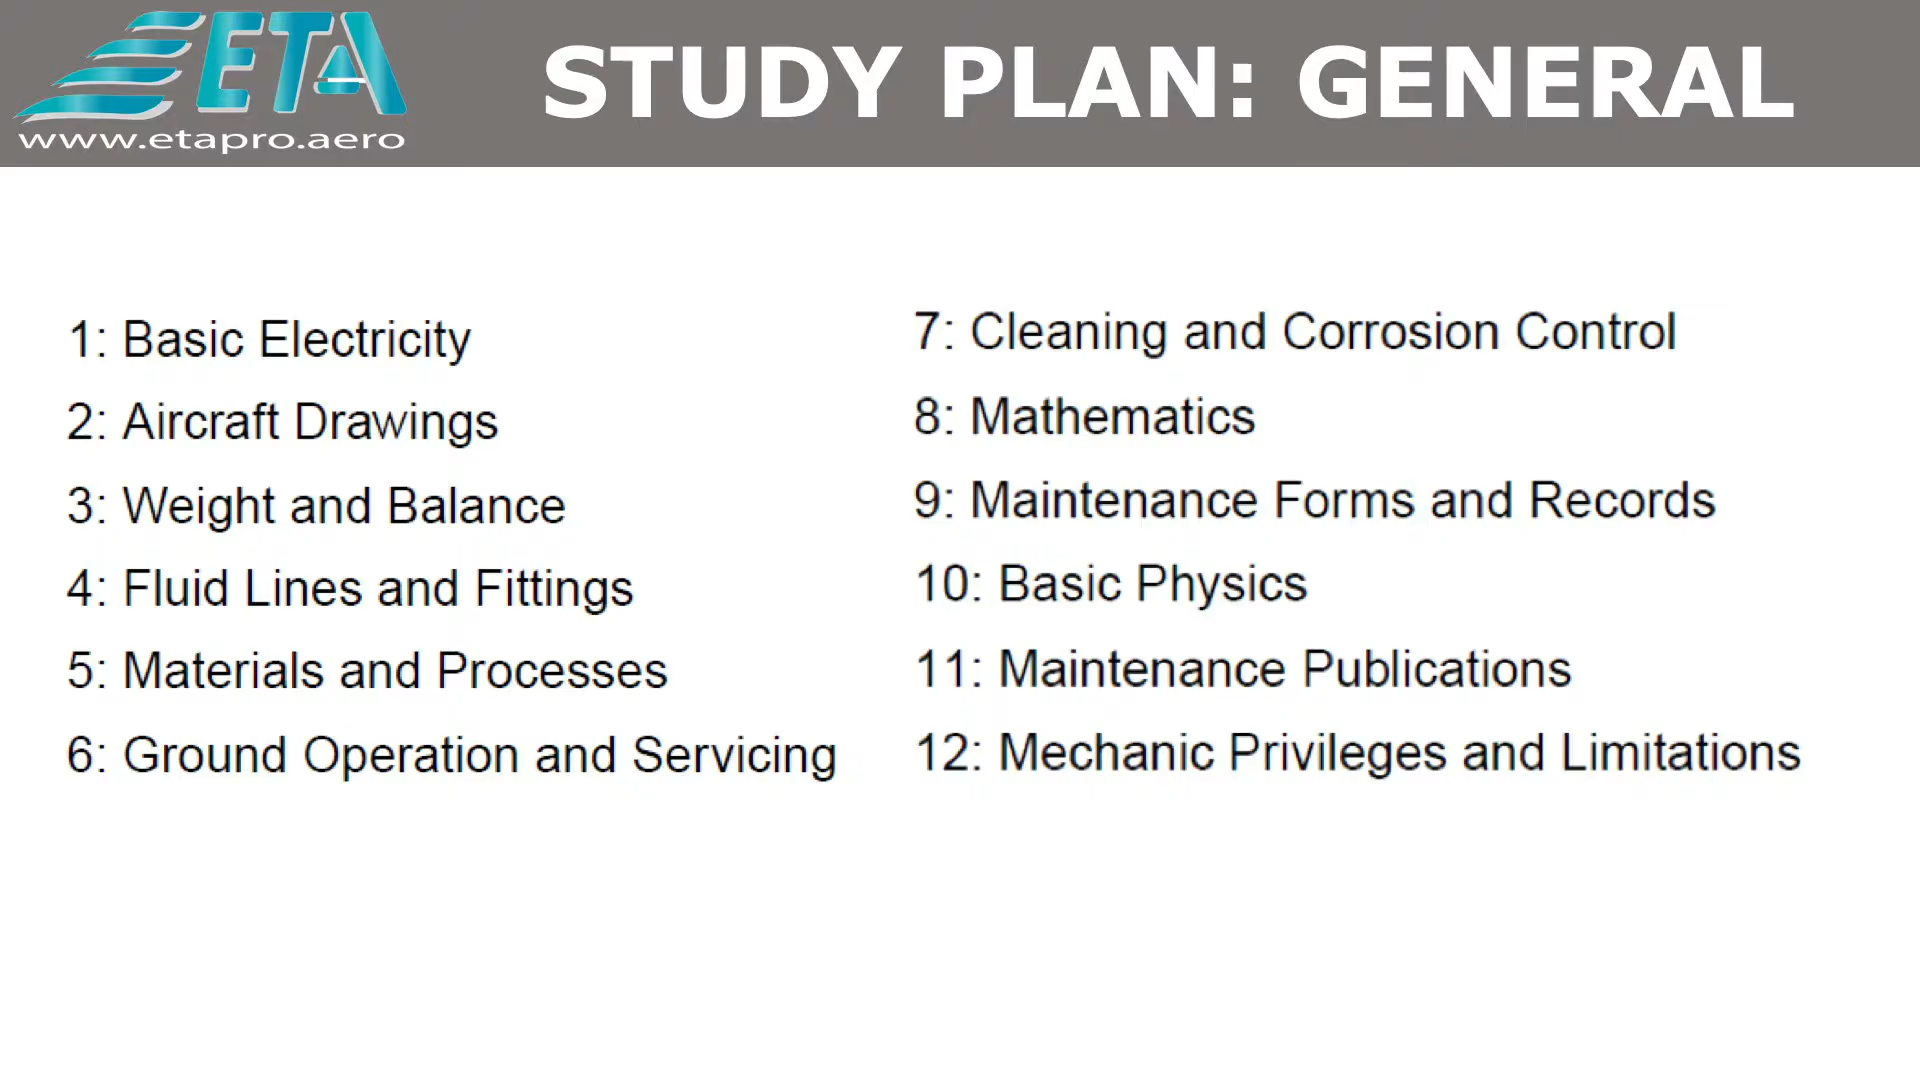 ETA
www.etapro.aero
STUDY PLAN: GENERAL
1: Basic Electricity
2: Aircraft Drawings
3: Weight and Balance
4: Fluid Lines and Fittings
5: Materials and Processes
6: Ground Operation and Servicing
7: Cleaning and Corrosion Control
8: Mathematics
9: Maintenance Forms and Records
10: Basic Physics
11: Maintenance Publications
12: Mechanic Privileges and Limitations